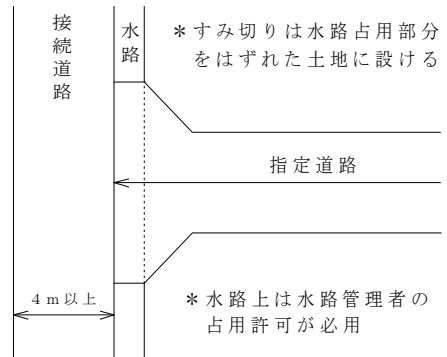 接続道路
水路
＊すみ切りは水路占用部分
をはずれた土地に設ける
指定道路
4m以上
＊水路上は水路管理者の
占用許可が必用